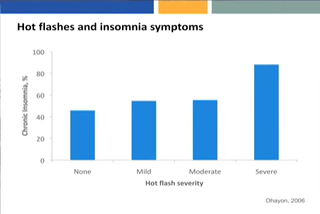 Hot flashes and insomnia symptoms
100
80
60
40
20
0
Chronic Insomnia, %
None Mild Moderate Severe
Hot flash severity
Ohayon, 2006